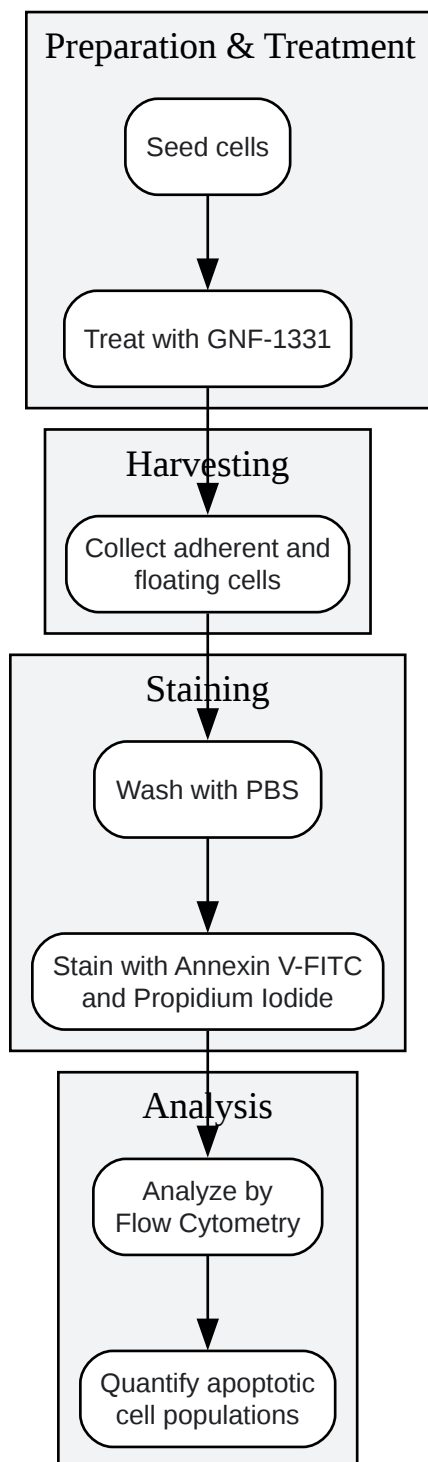 Preparation & Treatment
Seed cells
Treat with GNF-1331
Harvesting
Collect adherent and
floating cells
Staining
Wash with PBS
Stain with Annexin V-FITC
and Propidium Iodide
Analysis
Analyze by
Flow Cytometry
Quantify apoptotic
cell populations